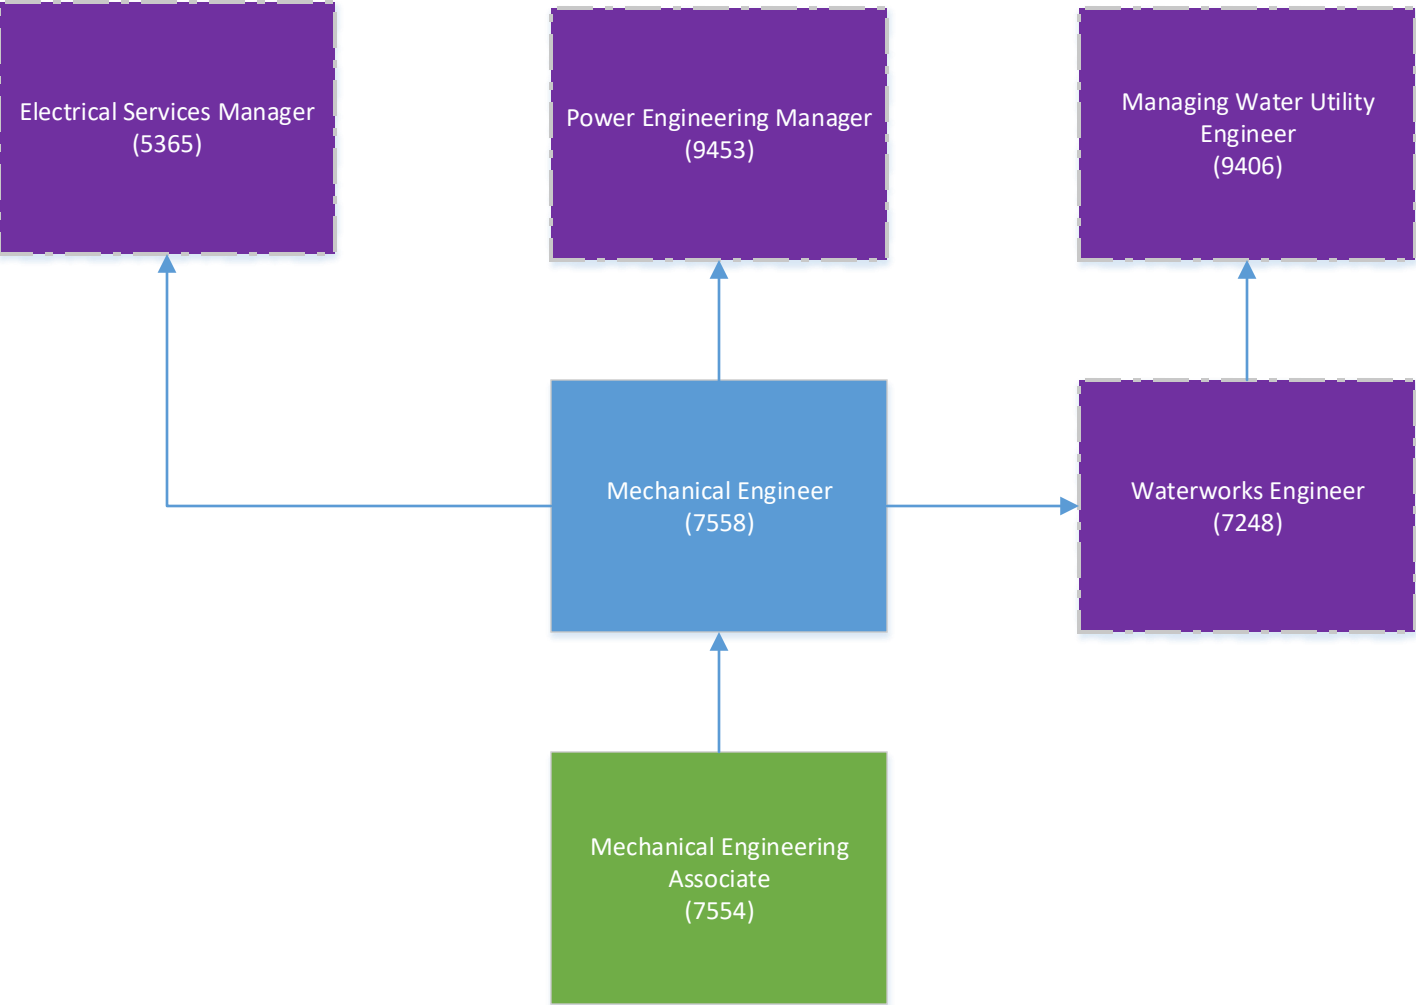 Electrical Services Manager
(5365)
Power Engineering Manager
(9453)
Managing Water Utility
Engineer
(9406)
Mechanical Engineer
(7558)
Waterworks Engineer
(7248)
Mechanical Engineering
Associate
(7554)